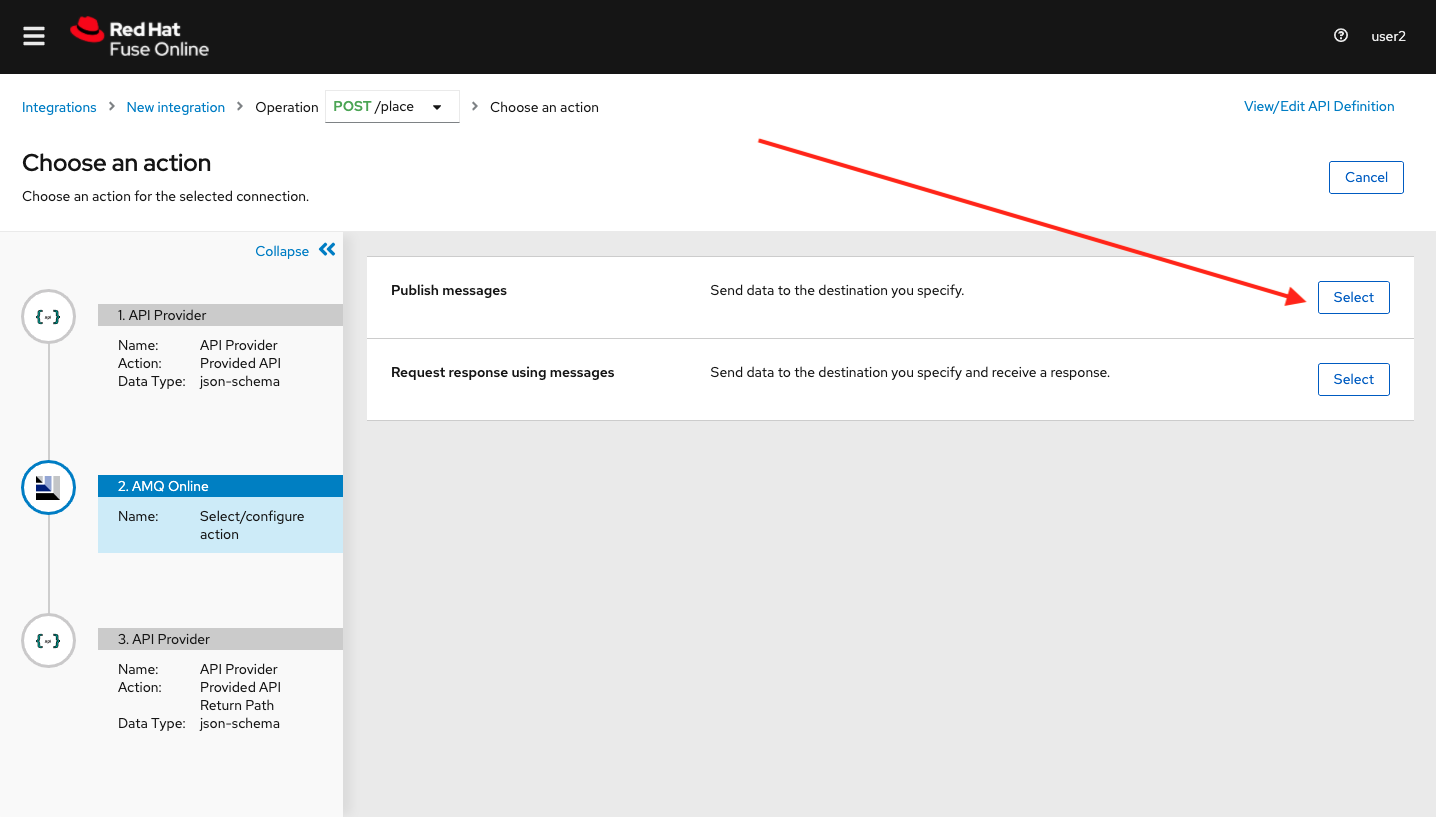 Red Hat
Fuse Online
user2
Integrations > New integration > Operation POST /place > Choose an action
View/Edit API Definition
Choose an action
Choose an action for the selected connection.
Cancel
Collapse
1. API Provider
Name: API Provider
Action: Provided API
Data Type: json-schema
2. AMQ Online
Name: Select/configure
action
3. API Provider
Name: API Provider
Action: Provided API
Return Path
Data Type: json-schema
Publish messages Send data to the destination you specify. Select
Request response using messages Send data to the destination you specify and receive a response. Select